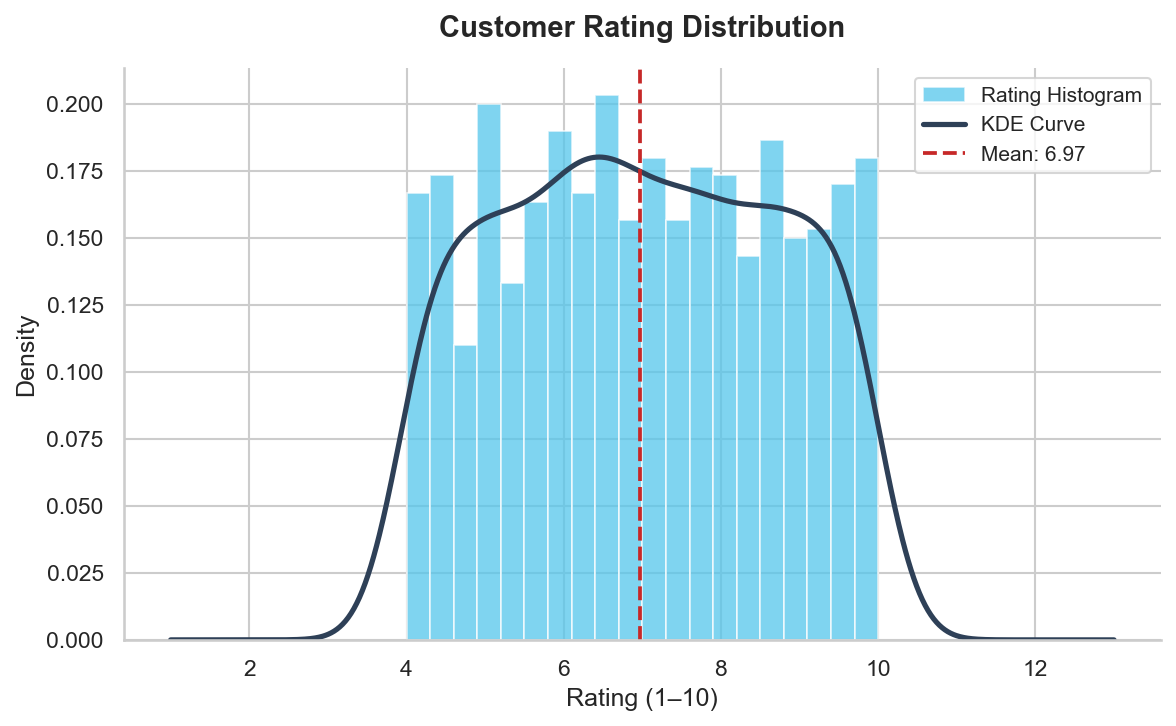 Customer Rating Distribution
Rating Histogram
KDE Curve
Mean: 6.97
Density
0.200
0.175
0.150
0.125
0.100
0.075
0.050
0.025
0.000
2 4 6 8 10 12
Rating (1–10)